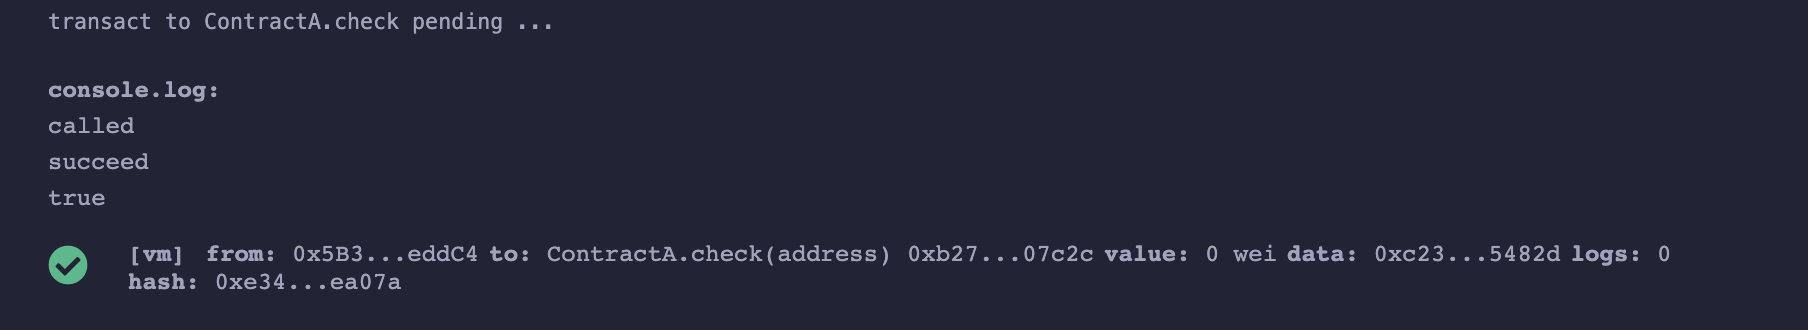 transact to ContractA.check pending ...
console.log:
called
succeed
true
[vm] from: 0x5B3...eddC4 to: ContractA.check(address) 0xb27...07c2c value: 0 wei data: 0xc23...5482d logs: 0
hash: 0xe34...ea07a